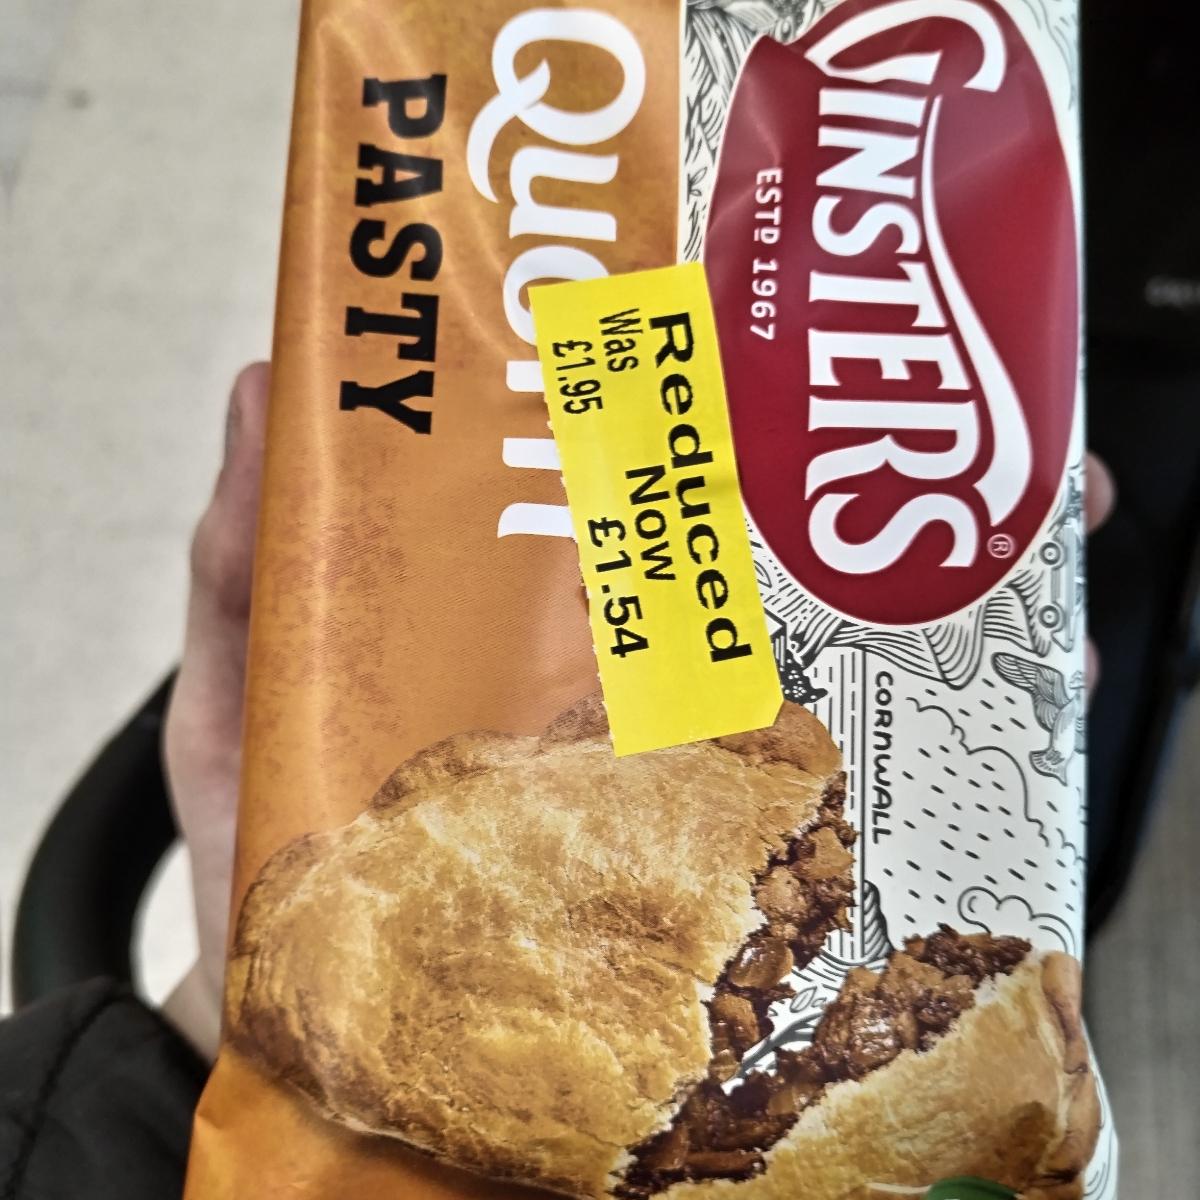 GINSTERS®
ESTD 1967
Quorn
PASTY
Reduced
Was Now
£1.95 £1.54
CORNWALL